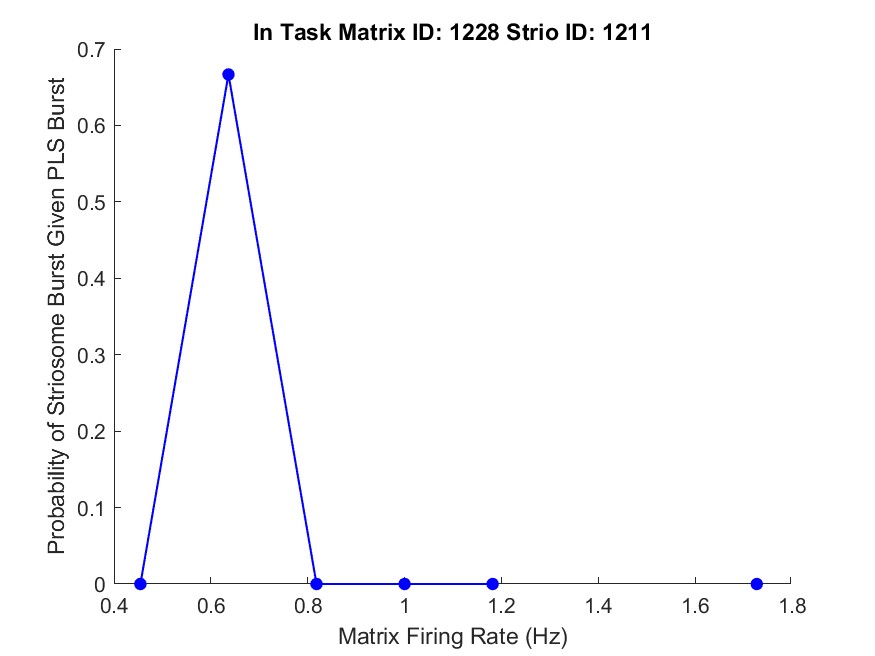 In Task Matrix ID: 1228 Strio ID: 1211
Probability of Striosome Burst Given PLS Burst
0.7
0.6
0.5
0.4
0.3
0.2
0.1
0
0.4 0.6 0.8 1 1.2 1.4 1.6 1.8
Matrix Firing Rate (Hz)